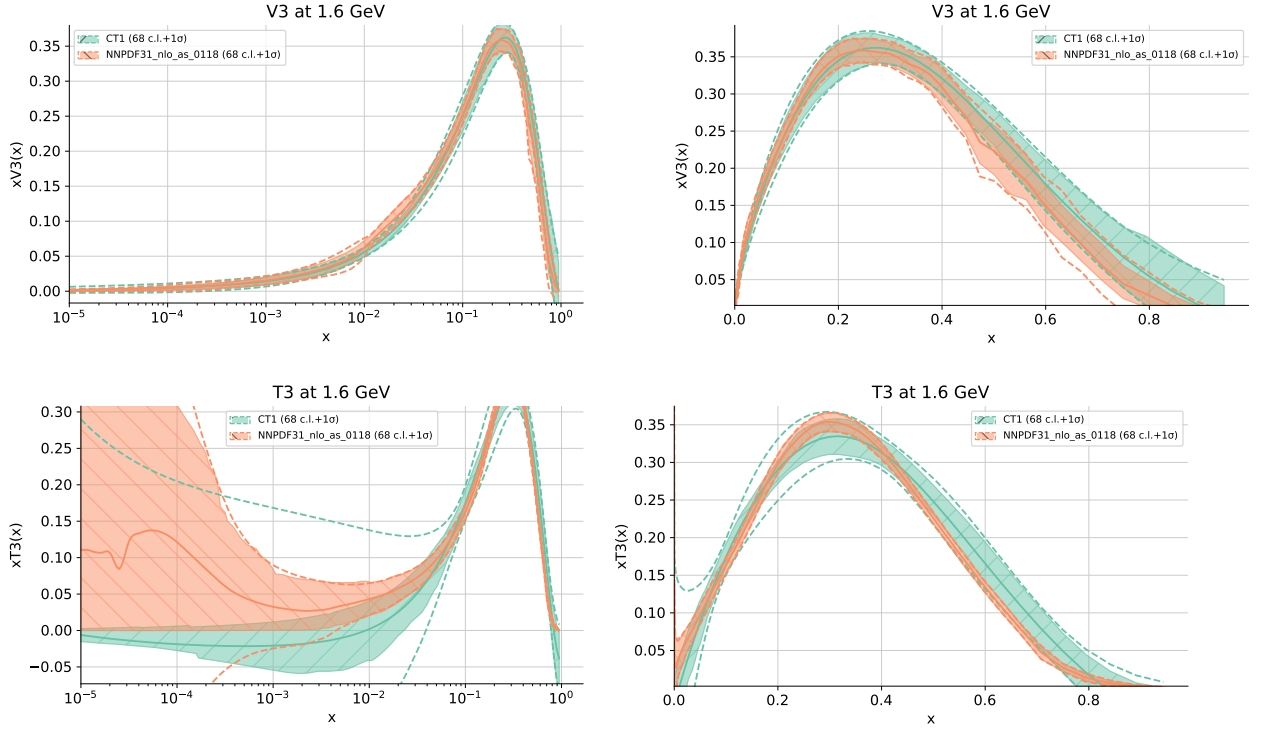 V3 at 1.6 GeV
CT1 (68 c.l.+1σ)
NNPDF31_nlo_as_0118 (68 c.l.+1σ)
xV3(x)
0.35
0.30
0.25
0.20
0.15
0.10
0.05
0.00
10⁻⁵
10⁻⁴
10⁻³
10⁻²
10⁻¹
10⁰
x
V3 at 1.6 GeV
CT1 (68 c.l.+1σ)
NNPDF31_nlo_as_0118 (68 c.l.+1σ)
xV3(x)
0.35
0.30
0.25
0.20
0.15
0.10
0.05
0.0
0.2
0.4
0.6
0.8
x
T3 at 1.6 GeV
CT1 (68 c.l.+1σ)
NNPDF31_nlo_as_0118 (68 c.l.+1σ)
xT3(x)
0.30
0.25
0.20
0.15
0.10
0.05
0.00
−0.05
10⁻⁵
10⁻⁴
10⁻³
10⁻²
10⁻¹
10⁰
x
T3 at 1.6 GeV
CT1 (68 c.l.+1σ)
NNPDF31_nlo_as_0118 (68 c.l.+1σ)
xT3(x)
0.35
0.30
0.25
0.20
0.15
0.10
0.05
0.0
0.2
0.4
0.6
0.8
x